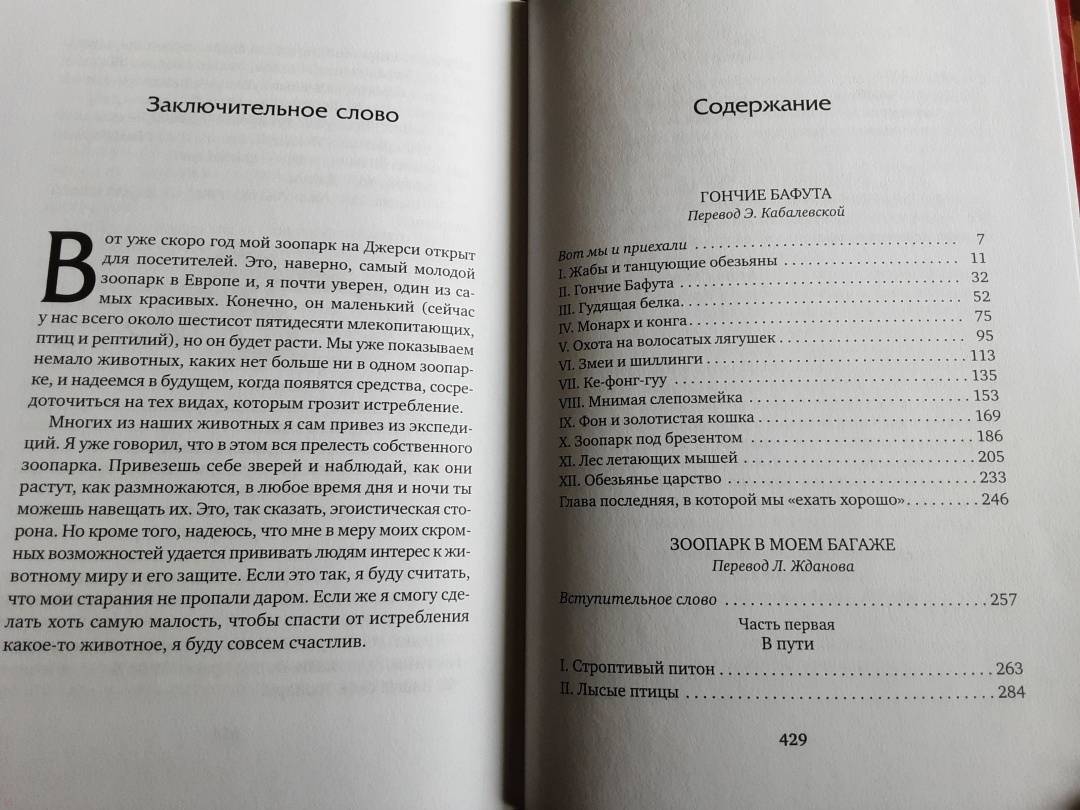 Заключительное слово
Вот уже скоро год мой зоопарк на Джерси открыт
для посетителей. Это, наверно, самый молодой
зоопарк в Европе и, я почти уверен, один из са-
мых красивых. Конечно, он маленький (сейчас
у нас всего около шестисот пятидесяти млекопитающих,
птиц и рептилий), но он будет расти. Мы уже показываем
немало животных, каких нет больше ни в одном зоопар-
ке, и надеемся в будущем, когда появятся средства, сосре-
доточиться на тех видах, которым грозит истребление.
Многих из наших животных я сам привез из экспеди-
ций. Я уже говорил, что в этом вся прелесть собственного
зоопарка. Привезешь себе зверей и наблюдай, как они
растут, как размножаются, в любое время дня и ночи ты
можешь навещать их. Это, так сказать, эгоистическая сто-
рона. Но кроме того, надеюсь, что мне в меру моих скром-
ных возможностей удается прививать людям интерес к жи-
вотному миру и его защите. Если это так, я буду считать,
что мои старания не пропали даром. Если же я смогу сде-
лать хоть самую малость, чтобы спасти от истребления
какое-то животное, я буду совсем счастлив.
Содержание
ГОНЧИЕ БАФУТА
Перевод Э. Кабалевской
Вот мы и приехали 7
I. Жабы и танцующие обезьяны 11
II. Гончие Бафута 32
III. Гудящая белка 52
IV. Монарх и конга 75
V. Охота на волосатых лягушек 95
VI. Змеи и шиллинги 113
VII. Ке-фонг-гуу 135
VIII. Мнимая слепозмейка 153
IX. Фон и золотистая кошка 169
X. Зоопарк под брезентом 186
XI. Лес летающих мышей 205
XII. Обезьянье царство 233
Глава последняя, в которой мы «ехать хорошо» 246
ЗООПАРК В МОЕМ БАГАЖЕ
Перевод Л. Жданова
Вступительное слово 257
Часть первая
В пути
I. Строптивый питон 263
II. Лысые птицы 284
429